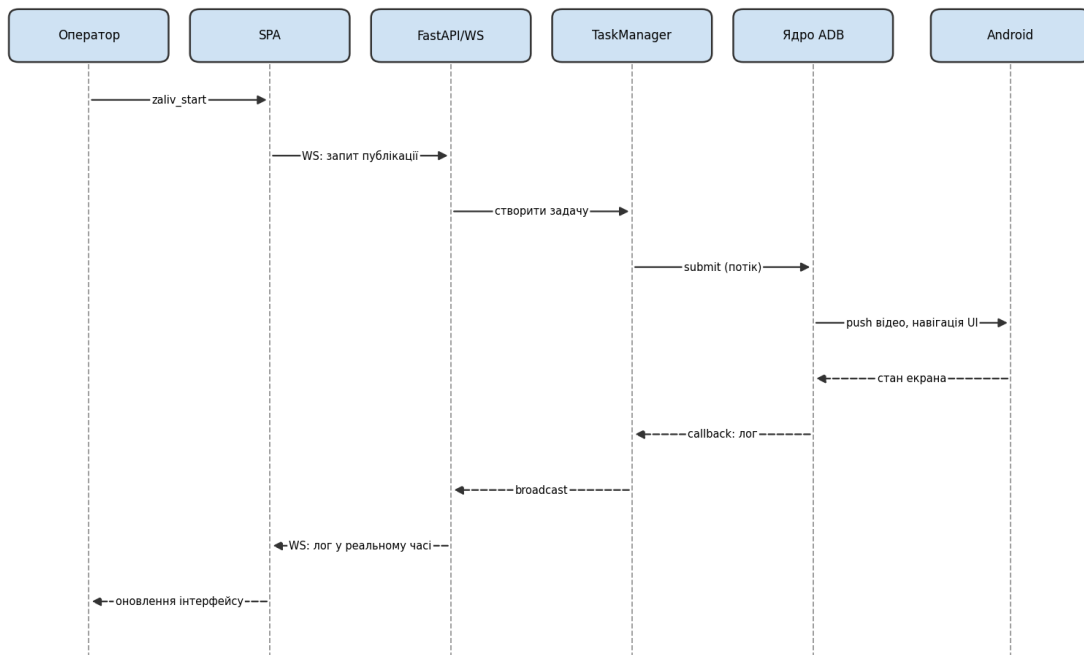 Оператор
SPA
FastAPI/WS
TaskManager
Ядро ADB
Android
zaliv_start
WS: запит публікації
створити задачу
submit (потік)
push відео, навігація UI
стан екрана
callback: лог
broadcast
WS: лог у реальному часі
оновлення інтерфейсу